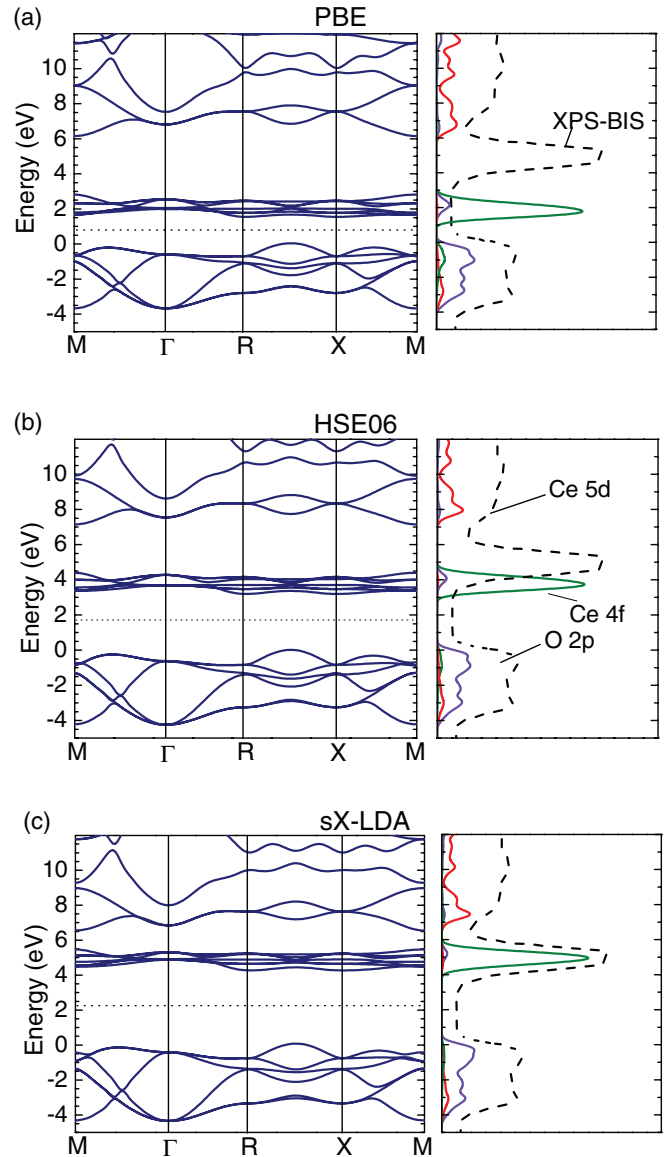 (a) PBE
12
10
8
6
4
2
0
-2
-4
Energy (eV)
M Γ R X M
XPS-BIS
(b) HSE06
10
8
6
4
2
0
-2
-4
Energy (eV)
M Γ R X M
Ce 5d
Ce 4f
O 2p
(c) sX-LDA
10
8
6
4
2
0
-2
-4
Energy (eV)
M Γ R X M